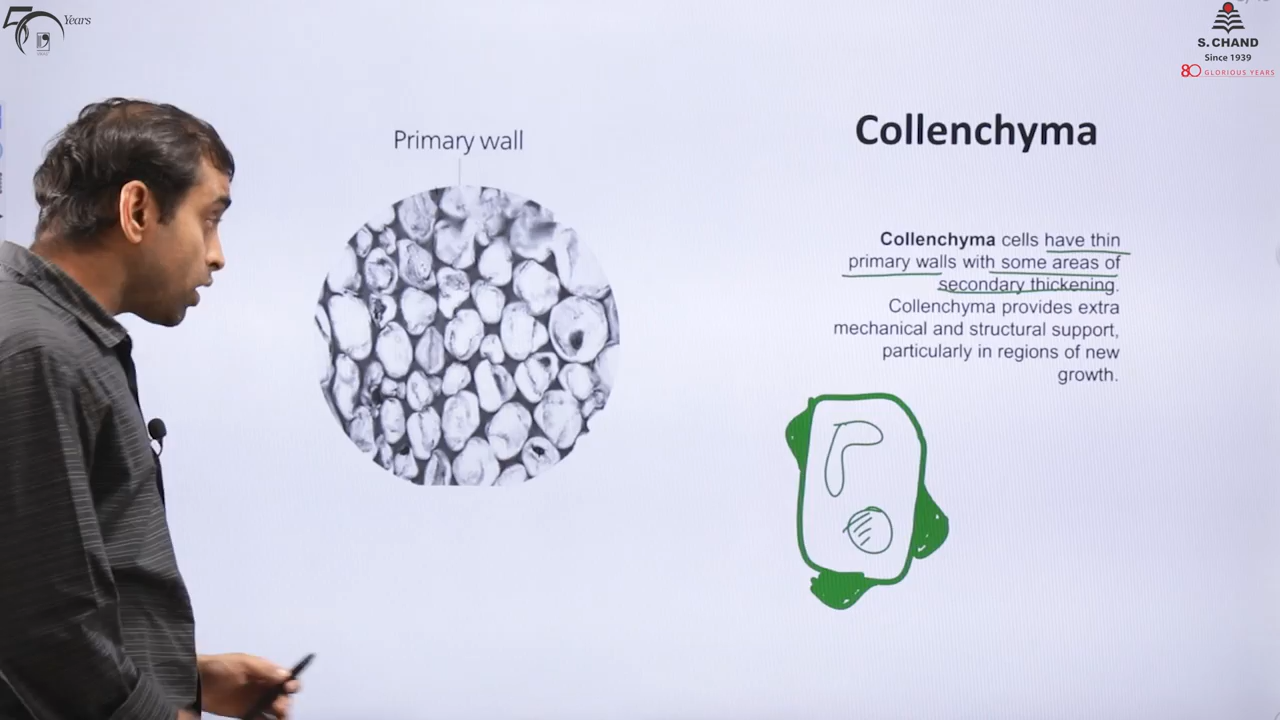 50 Years
S. CHAND
Since 1939
80 GLORIOUS YEARS
Primary wall
Collenchyma
Collenchyma cells have thin
primary walls with some areas of
secondary thickening.
Collenchyma provides extra
mechanical and structural support,
particularly in regions of new
growth.